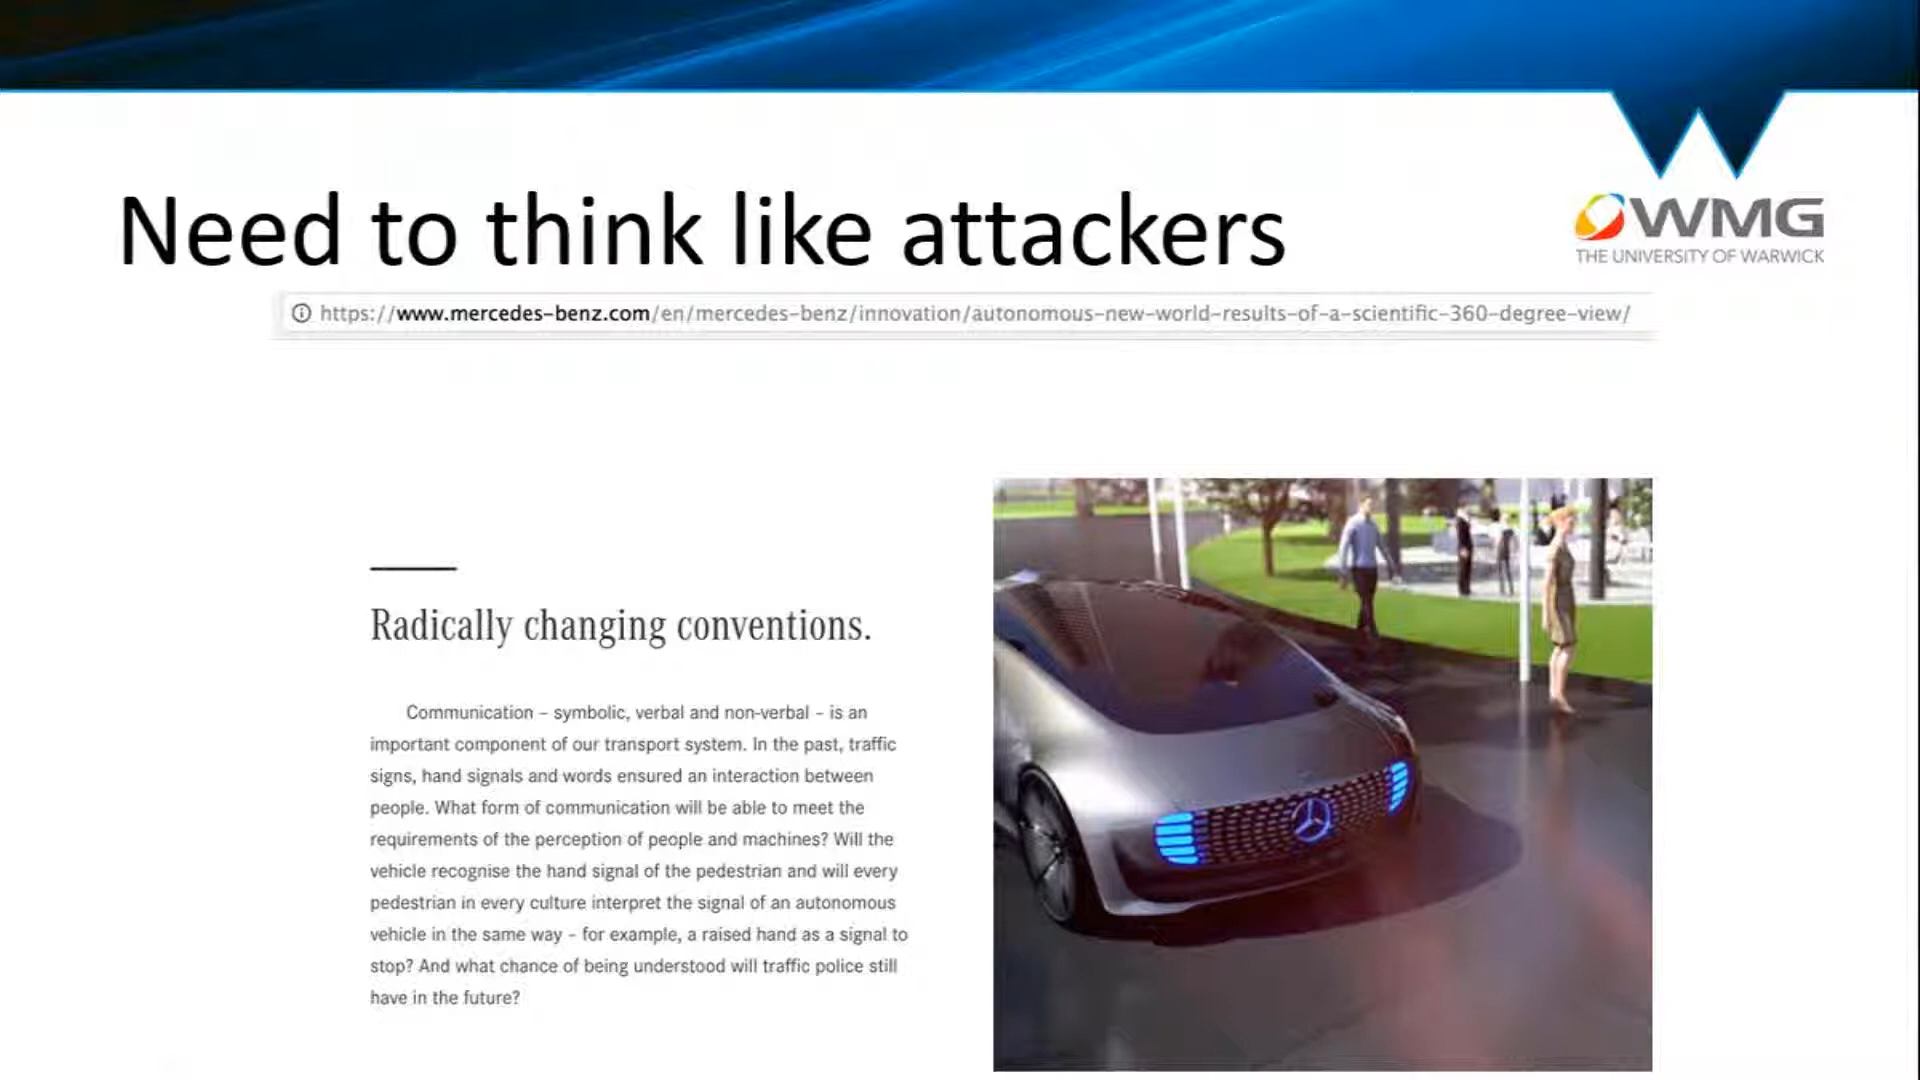 Need to think like attackers
WMG
THE UNIVERSITY OF WARWICK
https://www.mercedes-benz.com/en/mercedes-benz/innovation/autonomous-new-world-results-of-a-scientific-360-degree-view/
Radically changing conventions.
Communication – symbolic, verbal and non-verbal – is an
important component of our transport system. In the past, traffic
signs, hand signals and words ensured an interaction between
people. What form of communication will be able to meet the
requirements of the perception of people and machines? Will the
vehicle recognise the hand signal of the pedestrian and will every
pedestrian in every culture interpret the signal of an autonomous
vehicle in the same way – for example, a raised hand as a signal to
stop? And what chance of being understood will traffic police still
have in the future?